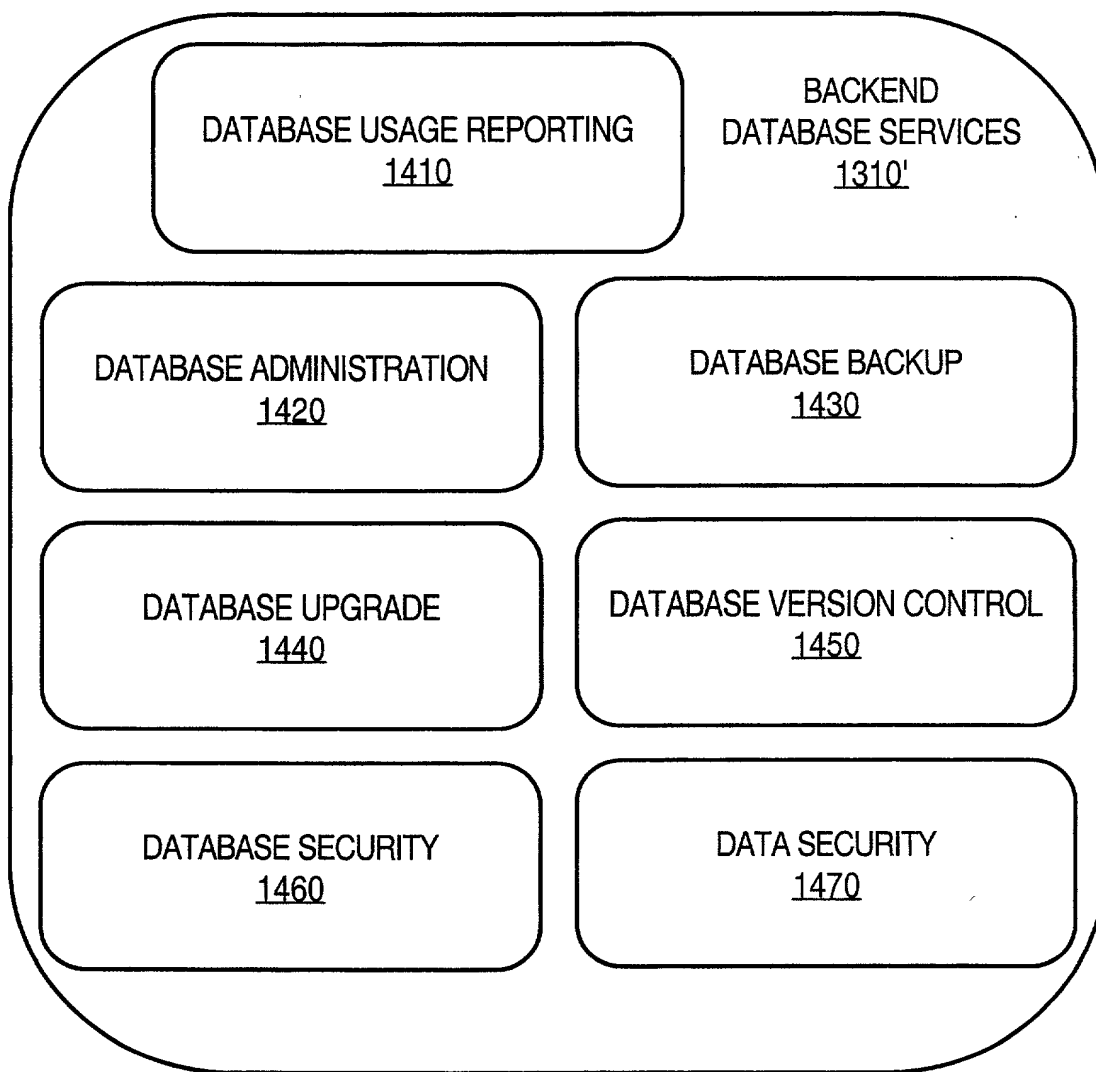 DATABASE USAGE REPORTING
1410
BACKEND
DATABASE SERVICES
1310'
DATABASE ADMINISTRATION
1420
DATABASE BACKUP
1430
DATABASE UPGRADE
1440
DATABASE VERSION CONTROL
1450
DATABASE SECURITY
1460
DATA SECURITY
1470